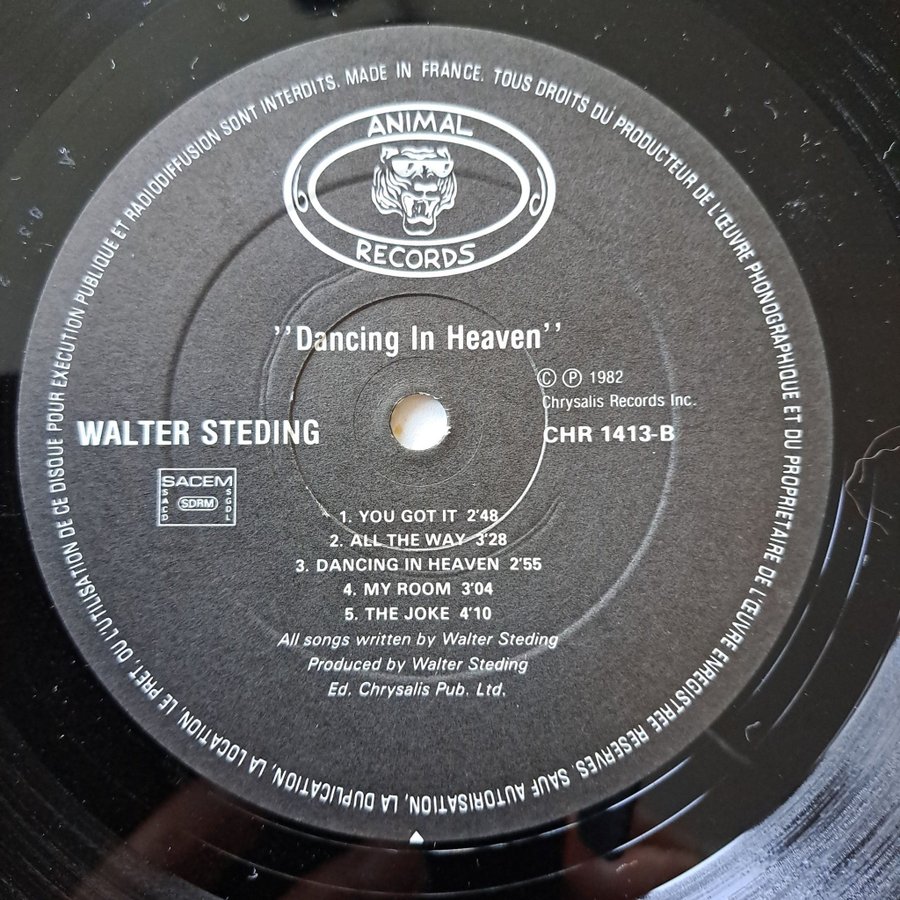 MADE IN FRANCE. TOUS DROITS DU PRODUCTEUR DE L'ŒUVRE PHONOGRAPHIQUE ET DU PROPRIETAIRE DE L'ŒUVRE ENREGISTREE RESERVES. SAUF AUTORISATION, LA DUPLICATION, LA LOCATION, LE PRET, OU L'UTILISATION DE CE DISQUE POUR EXECUTION PUBLIQUE ET RADIODIFFUSION SONT INTERDITS.
ANIMAL
RECORDS
''Dancing In Heaven''
© ℗ 1982
Chrysalis Records Inc.
WALTER STEDING
CHR 1413-B
SACEM
SACD
SDRM
SGDL
1. YOU GOT IT 2'48
2. ALL THE WAY 3'28
3. DANCING IN HEAVEN 2'55
4. MY ROOM 3'04
5. THE JOKE 4'10
All songs written by Walter Steding
Produced by Walter Steding
Ed. Chrysalis Pub. Ltd.